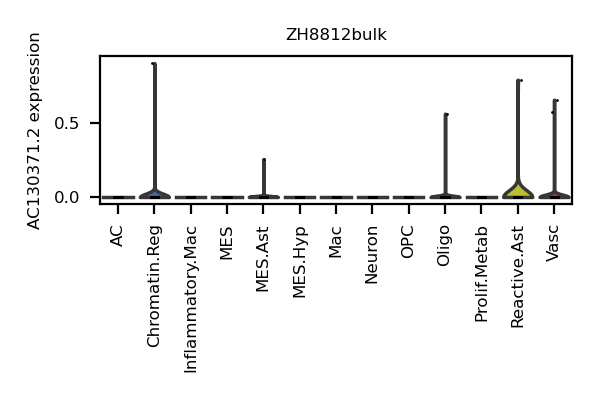 ZH8812bulk
AC130371.2 expression
0.5
0.0
AC
Chromatin.Reg
Inflammatory.Mac
MES
MES.Ast
MES.Hyp
Mac
Neuron
OPC
Oligo
Prolif.Metab
Reactive.Ast
Vasc